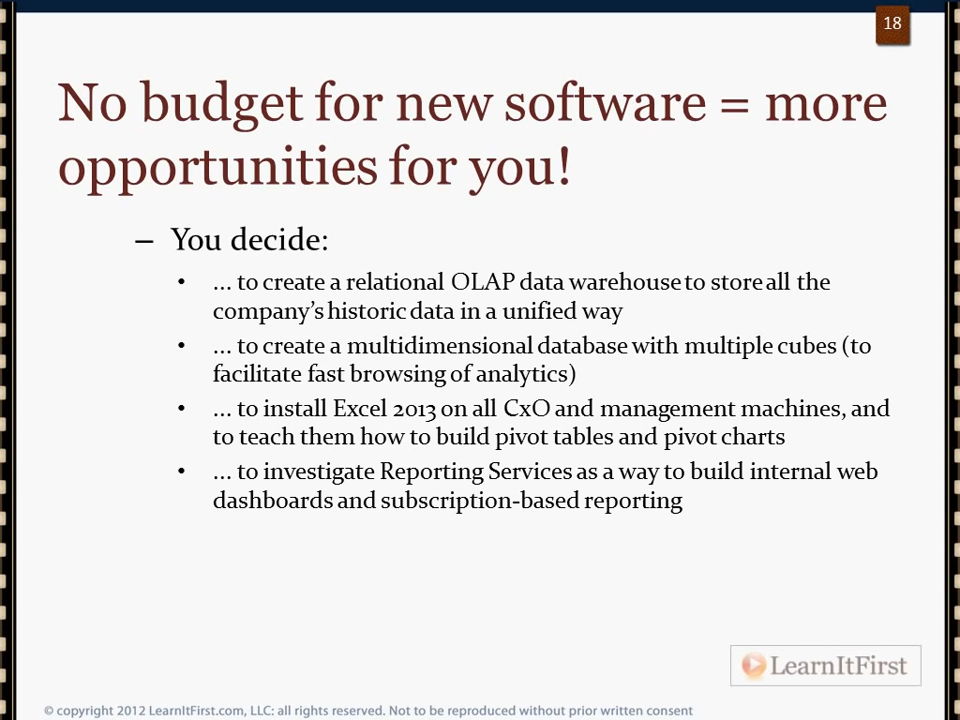 18
No budget for new software = more
opportunities for you!
– You decide:
• … to create a relational OLAP data warehouse to store all the
company’s historic data in a unified way
• … to create a multidimensional database with multiple cubes (to
facilitate fast browsing of analytics)
• … to install Excel 2013 on all CxO and management machines, and
to teach them how to build pivot tables and pivot charts
• … to investigate Reporting Services as a way to build internal web
dashboards and subscription-based reporting
LearnItFirst
© copyright 2012 LearnItFirst.com, LLC: all rights reserved. Not to be reproduced without prior written consent